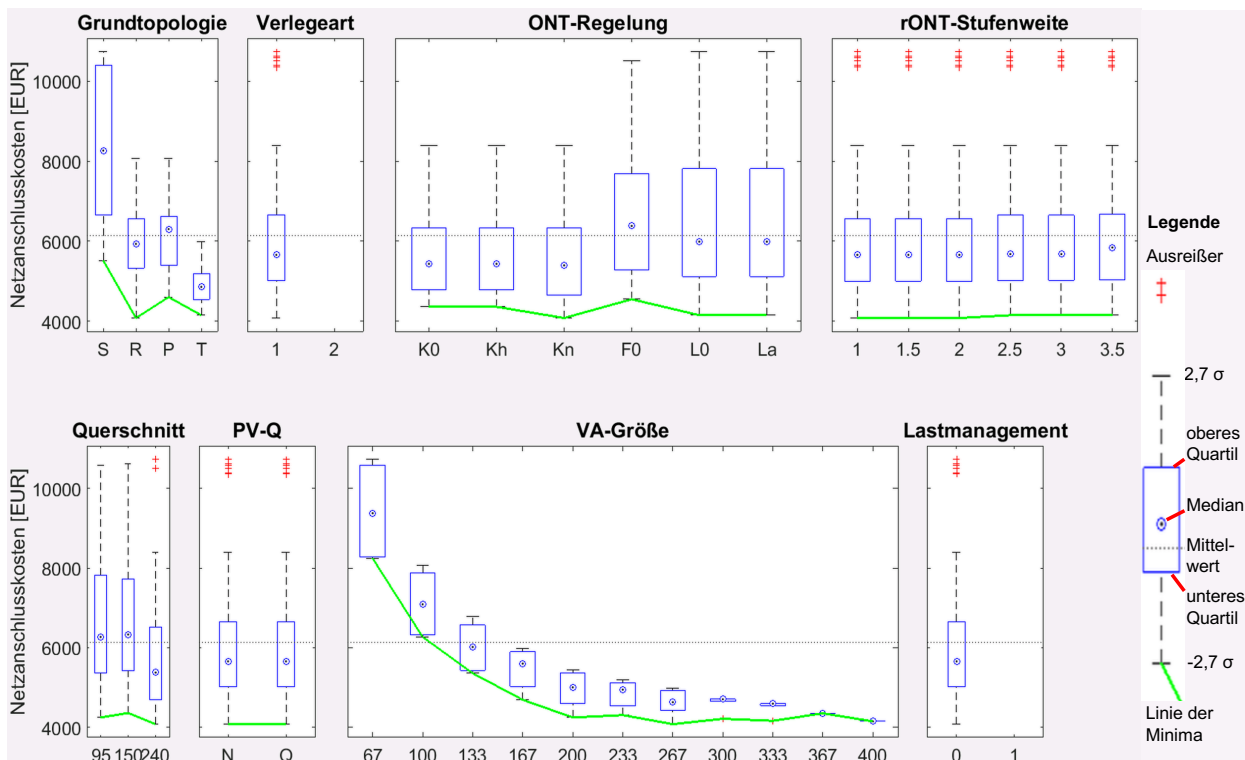 Grundtopologie Verlegeart ONT-Regelung rONT-Stufenweite
Netzanschlusskosten [EUR]
10000
8000
6000
4000
S R P T 1 2 K0 Kh Kn F0 L0 La 1 1.5 2 2.5 3 3.5
Legende
Ausreißer
2,7 σ
oberes
Quartil
Median
Mittel-
wert
unteres
Quartil
-2,7 σ
Linie der
Minima
Querschnitt PV-Q VA-Größe Lastmanagement
Netzanschlusskosten [EUR]
10000
8000
6000
4000
95 150 240 N Q 67 100 133 167 200 233 267 300 333 367 400 0 1